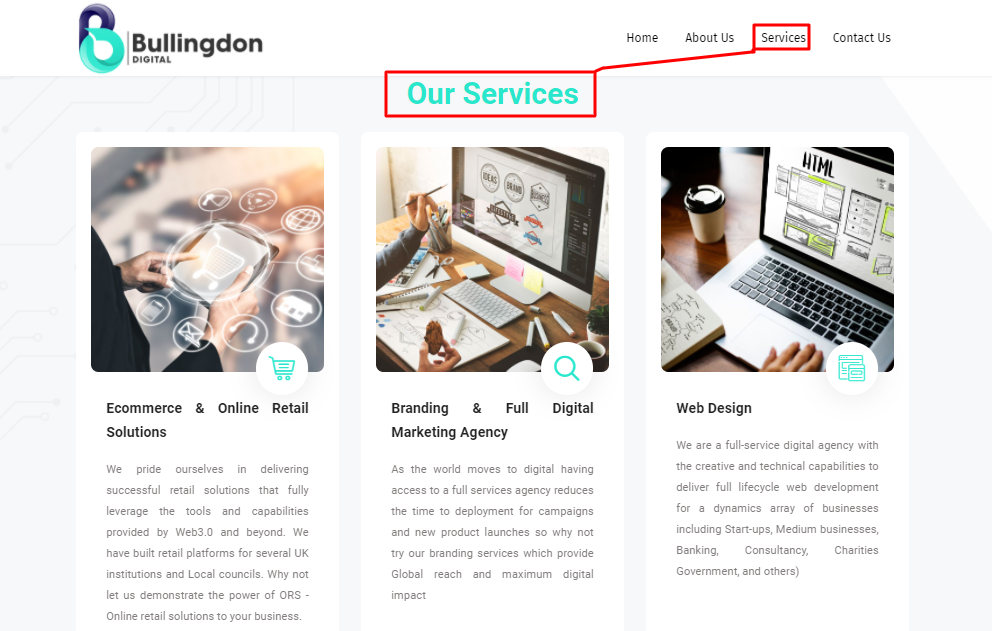 Bullingdon
DIGITAL
Home About Us Services Contact Us
Our Services
IDEAS
BRAND
BUSINESS
HTML
Ecommerce & Online Retail
Solutions
We pride ourselves in delivering
successful retail solutions that fully
leverage the tools and capabilities
provided by Web3.0 and beyond. We
have built retail platforms for several UK
institutions and Local councils. Why not
let us demonstrate the power of ORS -
Online retail solutions to your business.
Branding & Full Digital
Marketing Agency
As the world moves to digital having
access to a full services agency reduces
the time to deployment for campaigns
and new product launches so why not
try our branding services which provide
Global reach and maximum digital
impact
Web Design
We are a full-service digital agency with
the creative and technical capabilities to
deliver full lifecycle web development
for a dynamics array of businesses
including Start-ups, Medium businesses,
Banking, Consultancy, Charities
Government, and others)